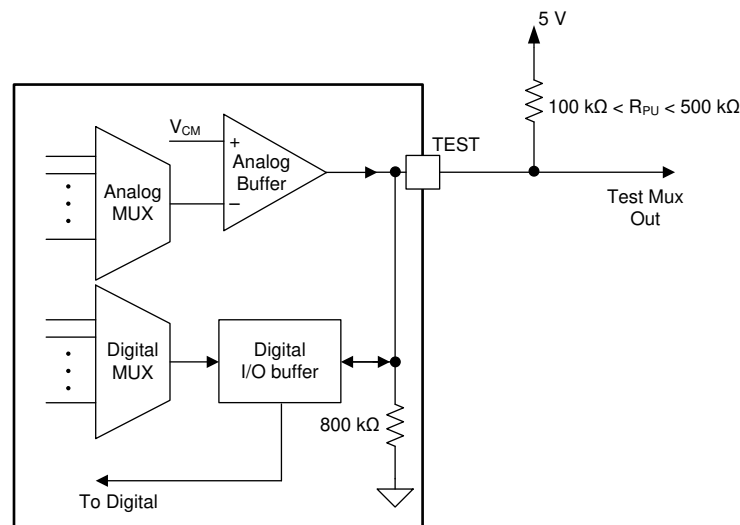 5 V
100 kΩ < RPU < 500 kΩ
VCM
+
Analog
Buffer
−
TEST
Analog
MUX
Test Mux
Out
Digital
MUX
Digital
I/O buffer
800 kΩ
To Digital